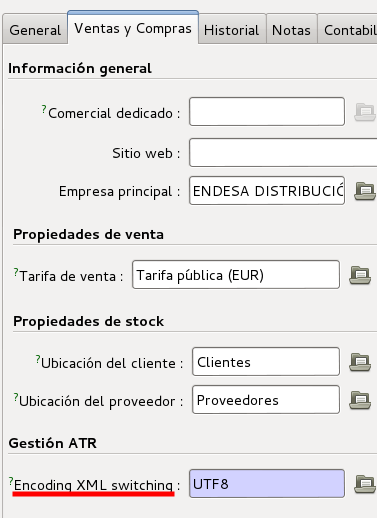 General Ventas y Compras Historial Notas Contabil
Información general
?Comercial dedicado :
Sitio web :
Empresa principal : ENDESA DISTRIBUCIÓ
Propiedades de venta
?Tarifa de venta : Tarifa pública (EUR)
Propiedades de stock
?Ubicación del cliente : Clientes
?Ubicación del proveedor : Proveedores
Gestión ATR
?Encoding XML switching : UTF8